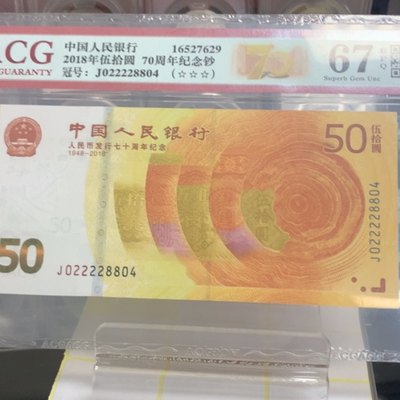 ACG
GUARANTY
中国人民银行 16527629
2018年伍拾圆 70周年纪念钞
冠号: J022228804 (☆☆☆)
67
Superb Gem Unc
中国人民银行
人民币发行七十周年纪念
1948-2018
50
伍拾圆
J022228804
50
J022228804